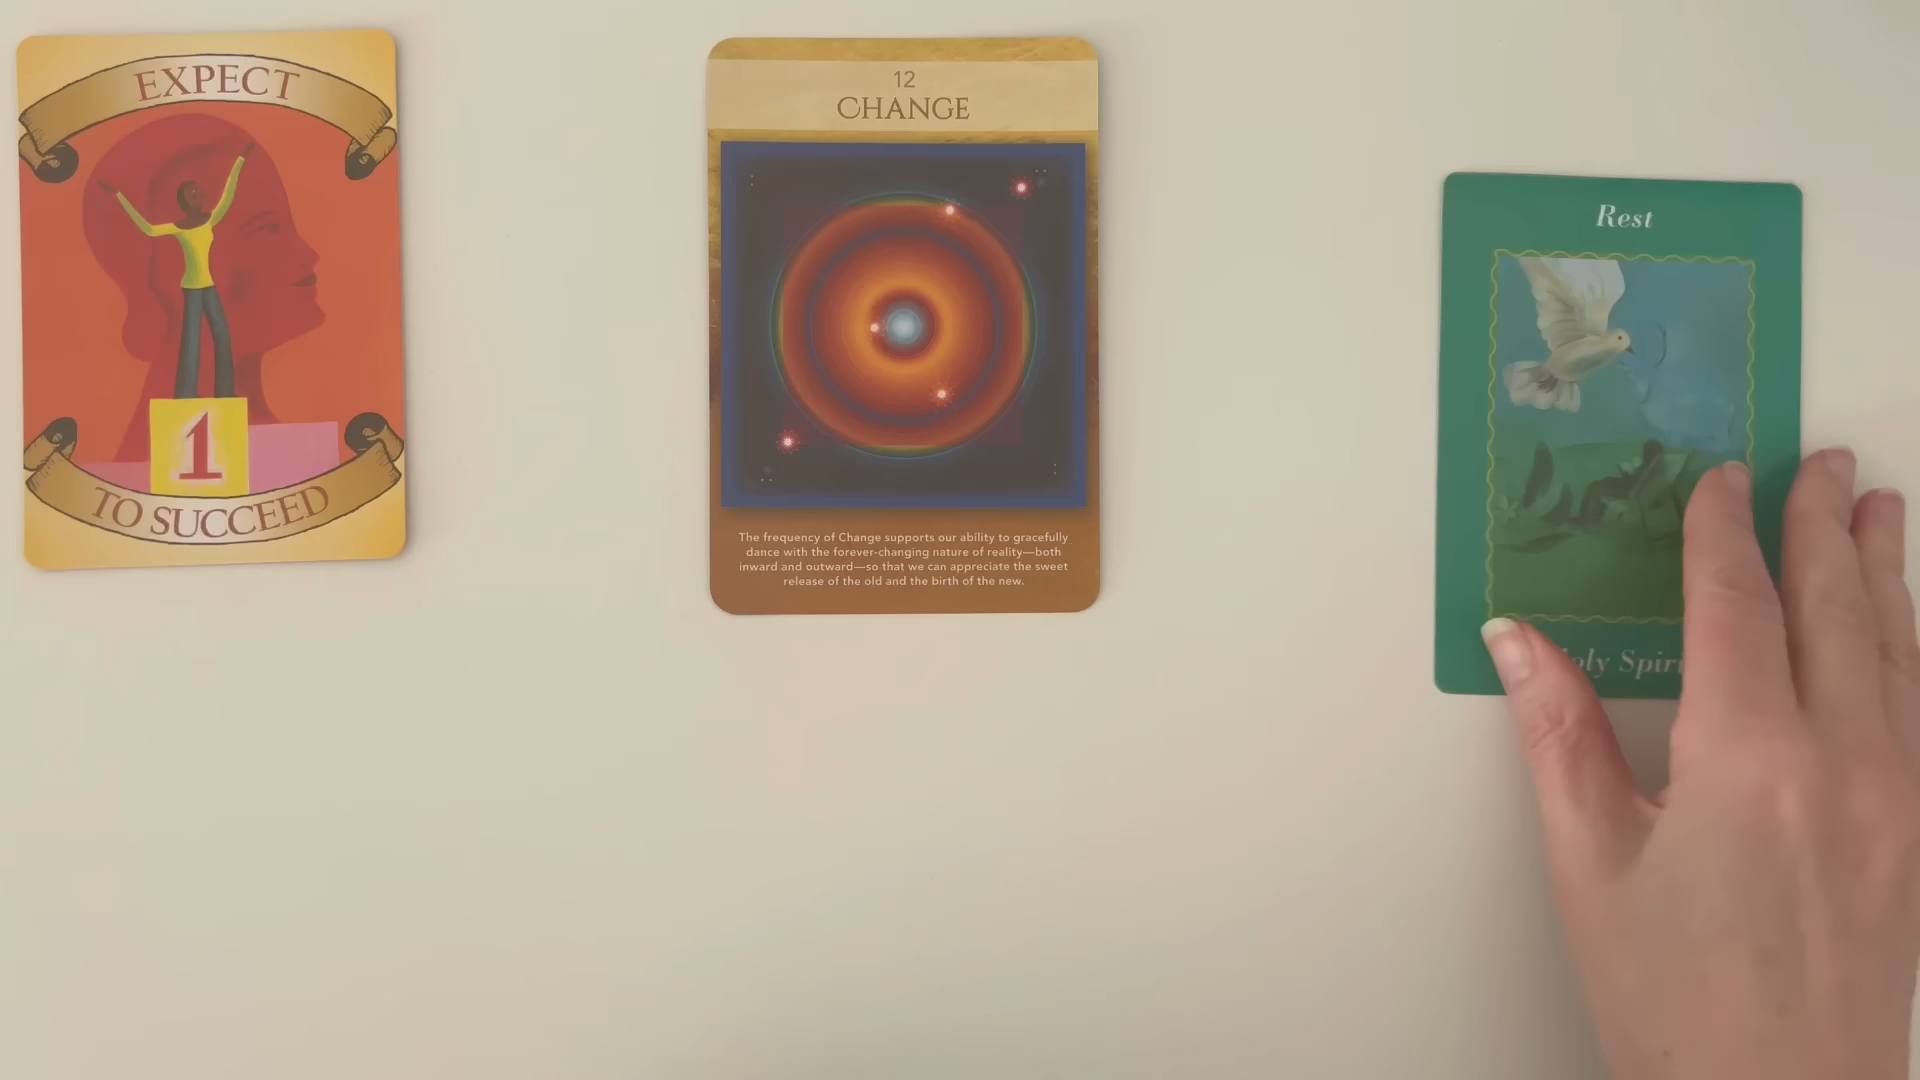 EXPECT
1
TO SUCCEED
12
CHANGE
The frequency of Change supports our ability to gracefully
dance with the forever-changing nature of reality—both
inward and outward—so that we can appreciate the sweet
release of the old and the birth of the new.
Rest